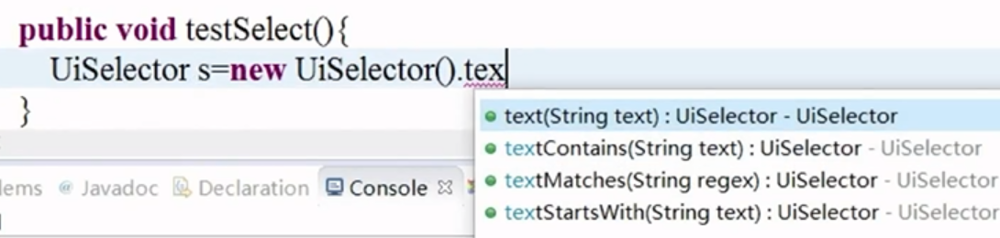 public void testSelect(){
UiSelector s=new UiSelector().tex
}
text(String text) : UiSelector - UiSelector
textContains(String text) : UiSelector - UiSelector
textMatches(String regex) : UiSelector - UiSelector
textStartsWith(String text) : UiSelector - UiSelector
lems @ Javadoc Declaration Console